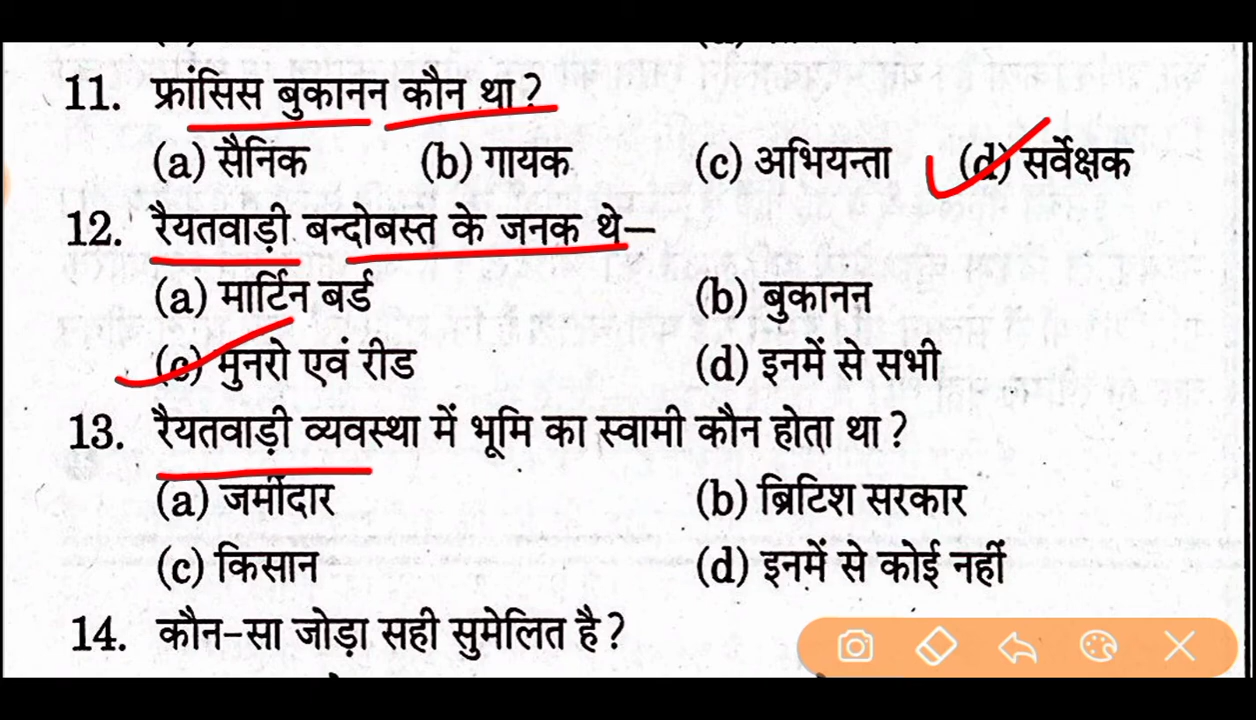 11. फ्रांसिस बुकानन कौन था?
(a) सैनिक (b) गायक (c) अभियन्ता (d) सर्वेक्षक
12. रैयतवाड़ी बन्दोबस्त के जनक थे—
(a) मार्टिन बर्ड (b) बुकानन
(c) मुनरो एवं रीड (d) इनमें से सभी
13. रैयतवाड़ी व्यवस्था में भूमि का स्वामी कौन होता था?
(a) जमींदार (b) ब्रिटिश सरकार
(c) किसान (d) इनमें से कोई नहीं
14. कौन-सा जोड़ा सही सुमेलित है?